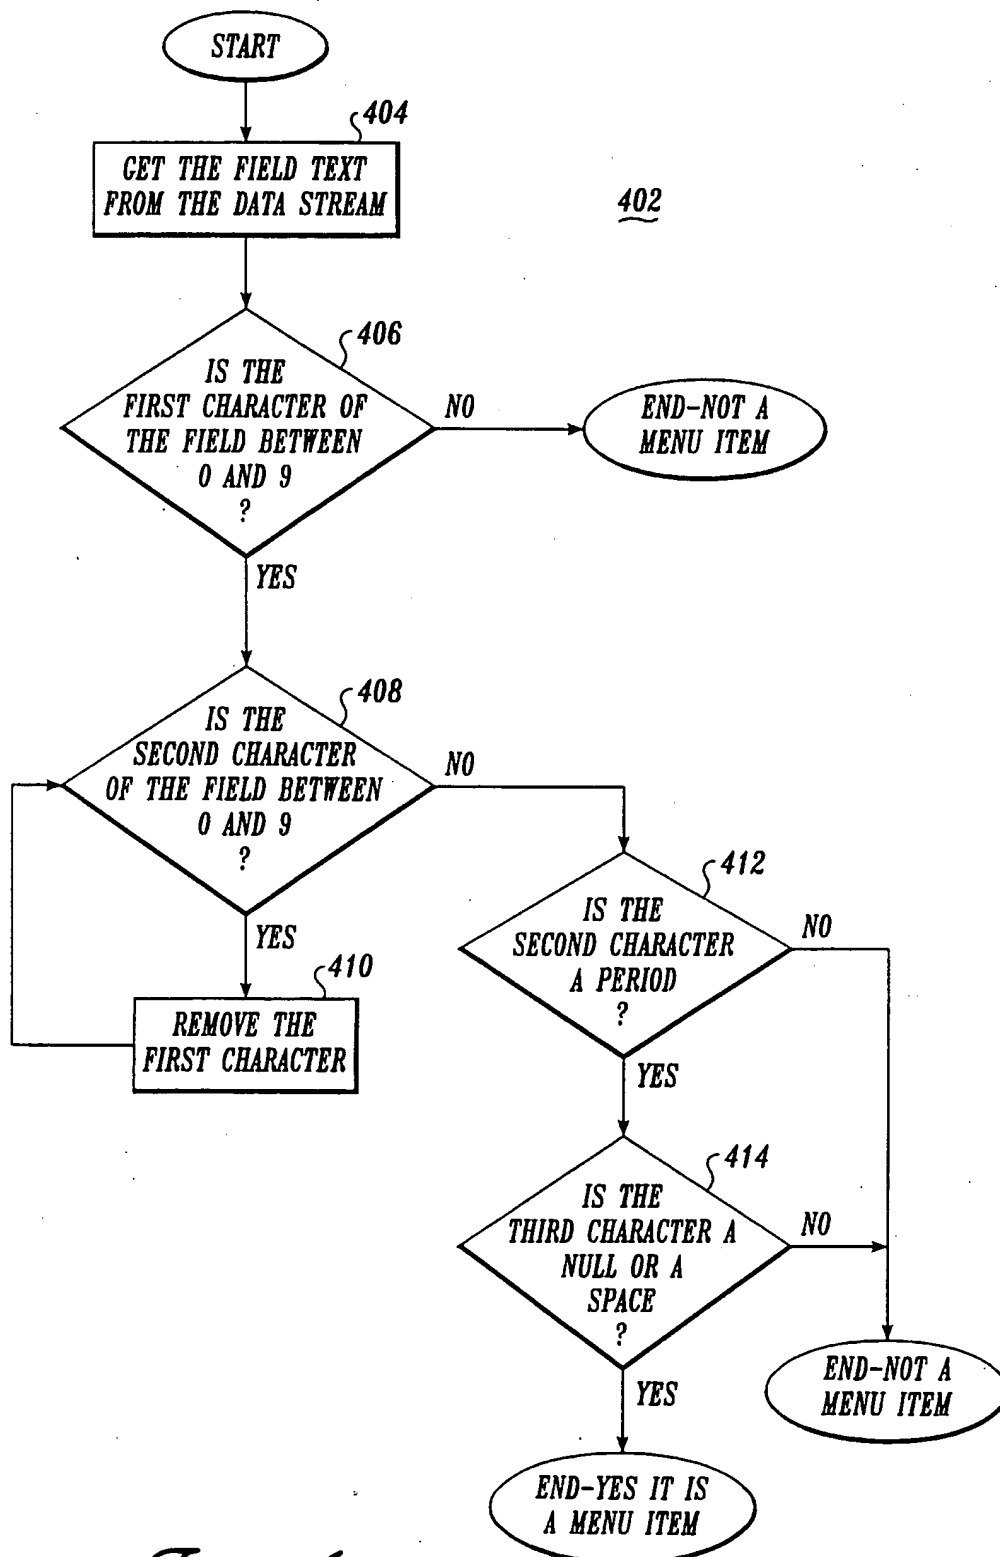 START
404
GET THE FIELD TEXT
FROM THE DATA STREAM
402
406
IS THE
FIRST CHARACTER OF
THE FIELD BETWEEN
0 AND 9
?
NO
END-NOT A
MENU ITEM
YES
408
IS THE
SECOND CHARACTER
OF THE FIELD BETWEEN
0 AND 9
?
NO
YES
410
REMOVE THE
FIRST CHARACTER
412
IS THE
SECOND CHARACTER
A PERIOD
?
NO
YES
414
IS THE
THIRD CHARACTER A
NULL OR A
SPACE
?
NO
YES
END-NOT A
MENU ITEM
END-YES IT IS
A MENU ITEM